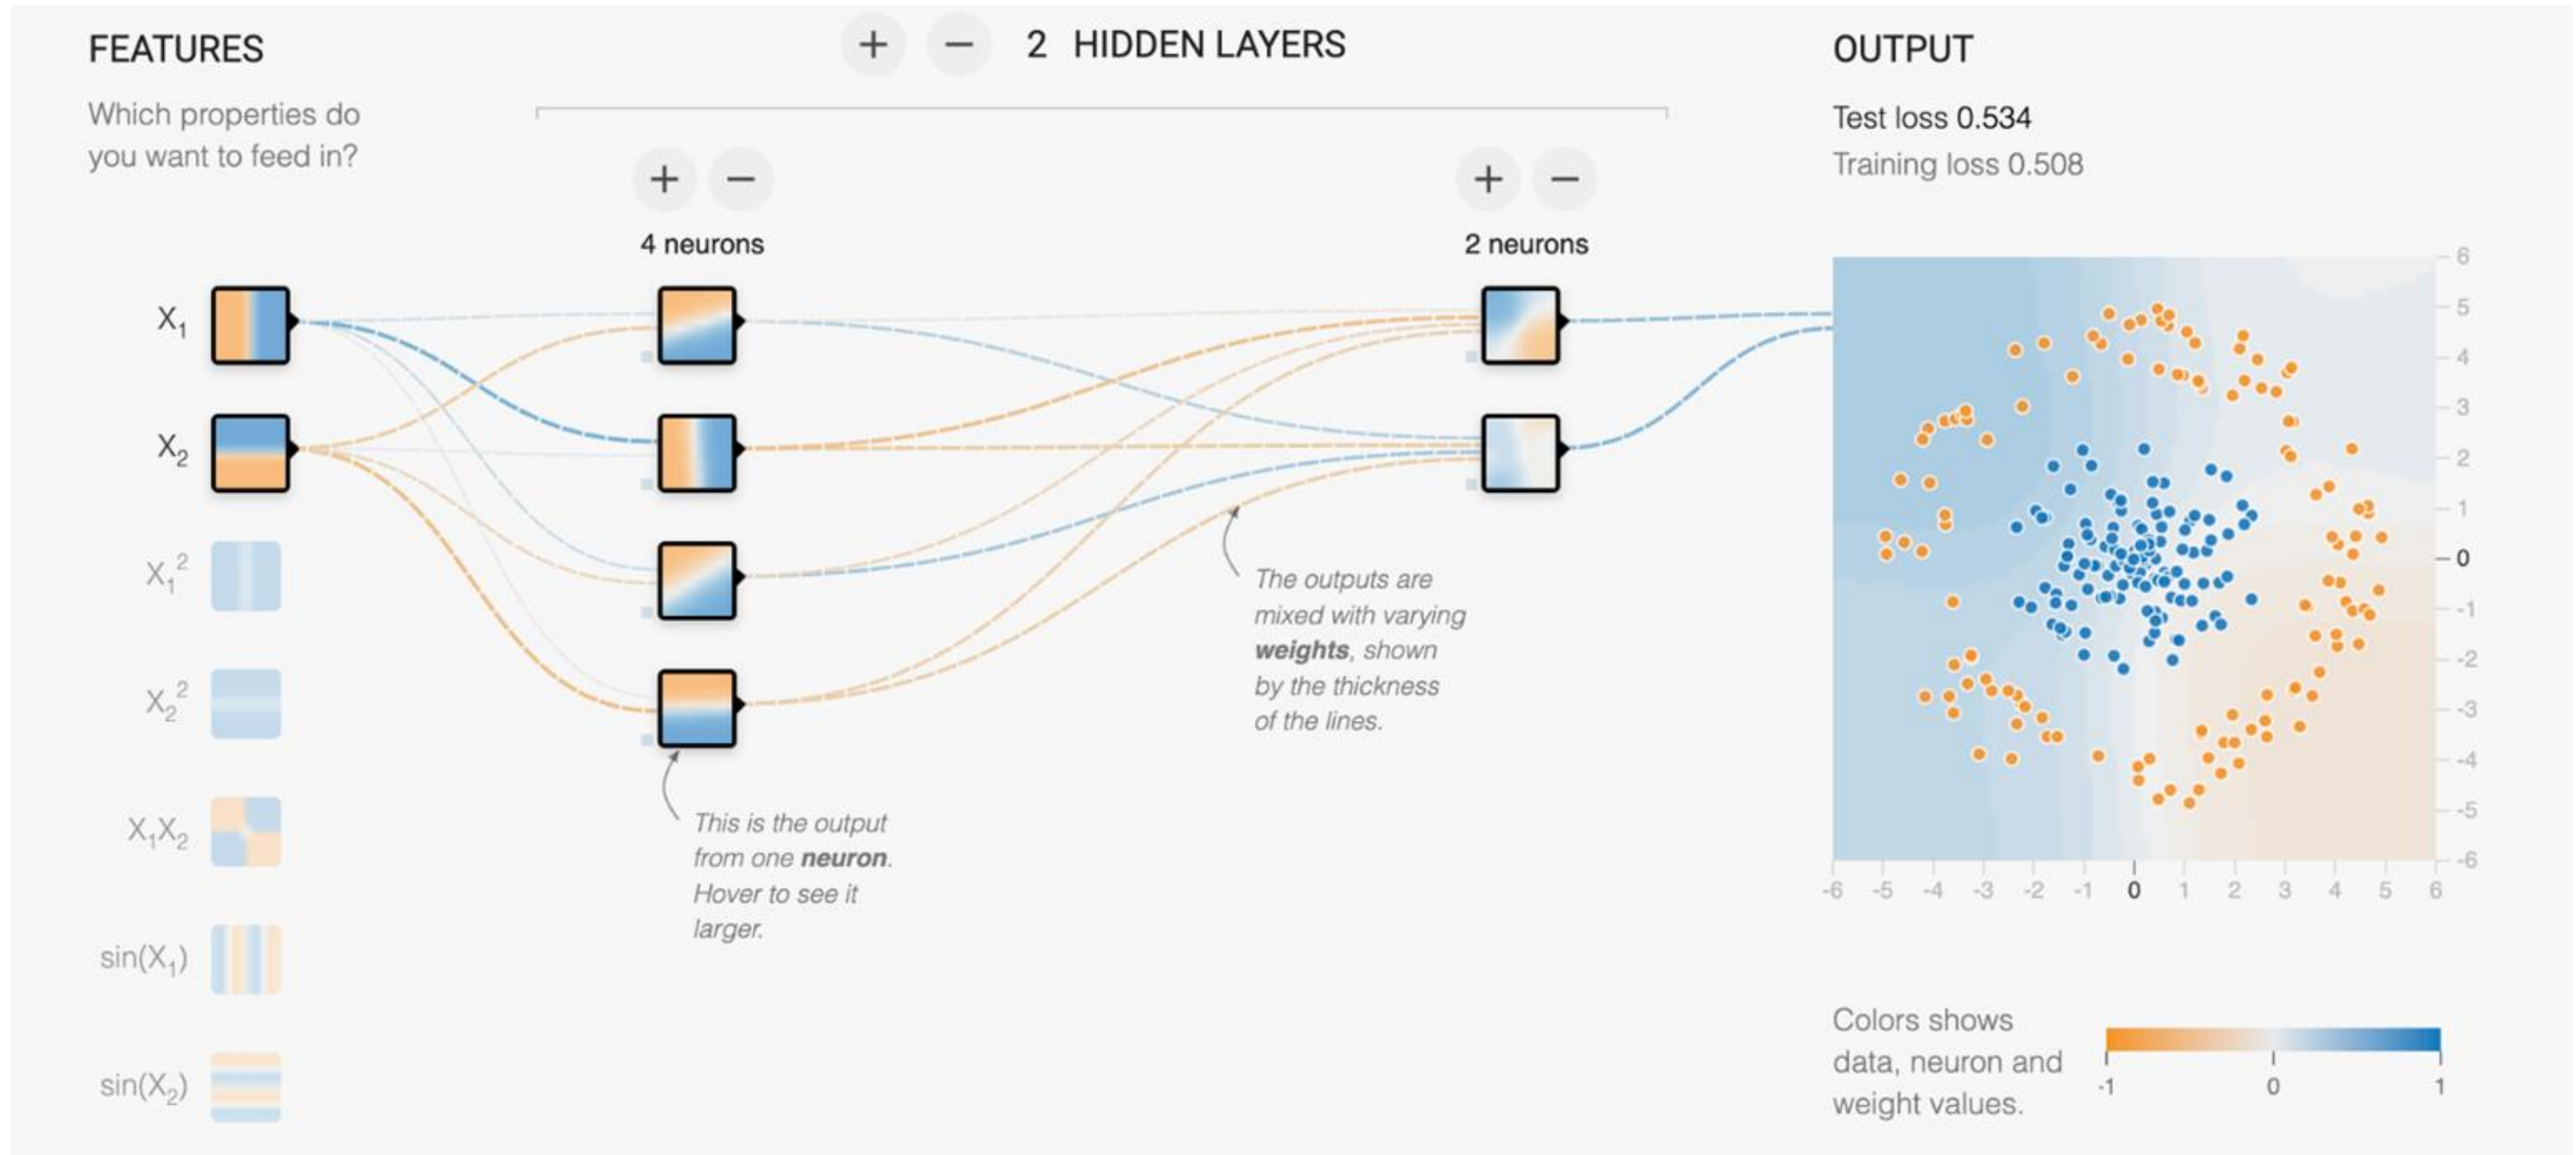 FEATURES
Which properties do
you want to feed in?
+ − 2 HIDDEN LAYERS
+ −
4 neurons
+ −
2 neurons
X₁
X₂
X₁²
X₂²
X₁X₂
sin(X₁)
sin(X₂)
This is the output
from one neuron.
Hover to see it
larger.
The outputs are
mixed with varying
weights, shown
by the thickness
of the lines.
OUTPUT
Test loss 0.534
Training loss 0.508
6
5
4
3
2
1
0
-1
-2
-3
-4
-5
-6
-6 -5 -4 -3 -2 -1 0 1 2 3 4 5 6
Colors shows
data, neuron and
weight values.
-1 0 1